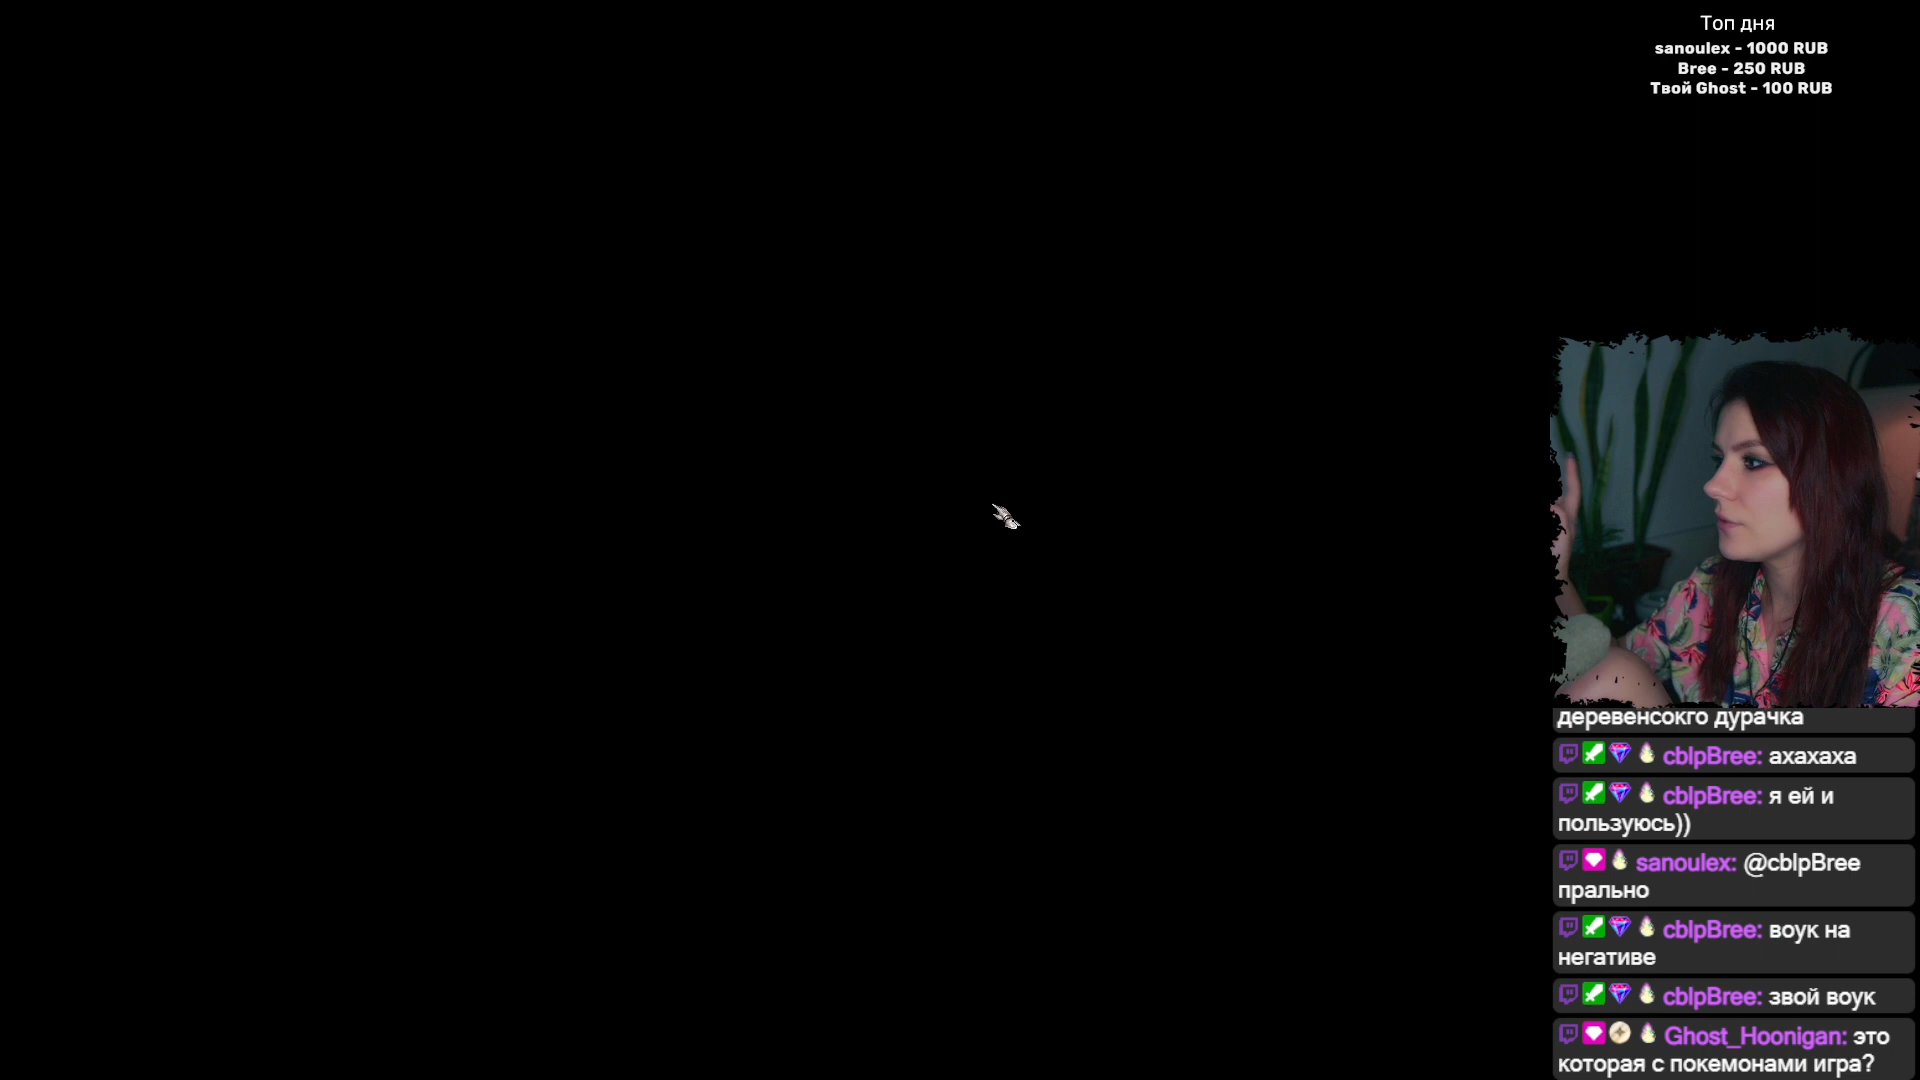 Топ дня
sanoulex - 1000 RUB
Bree - 250 RUB
Твой Ghost - 100 RUB
деревенсокго дурачка
cblpBree: ахахаха
cblpBree: я ей и
пользуюсь))
sanoulex: @cblpBree
прально
cblpBree: воук на
негативе
cblpBree: звой воук
Ghost_Hoonigan: это
которая с покемонами игра?